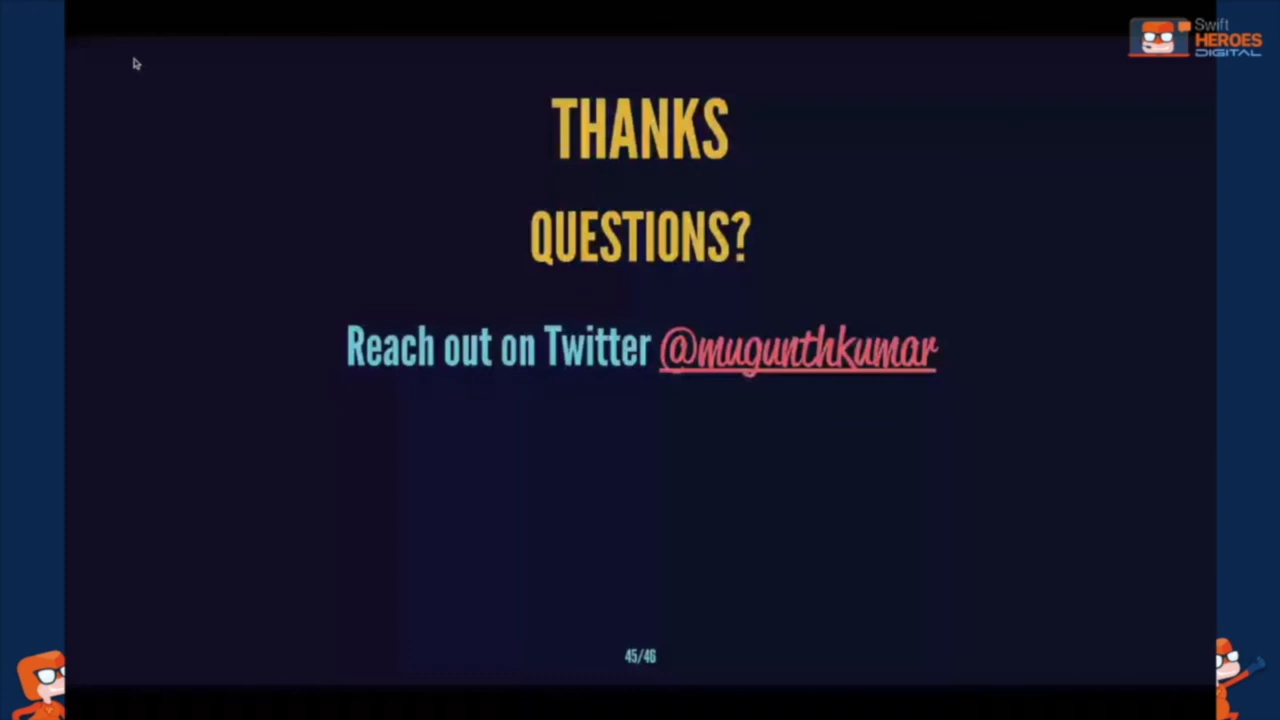 Swift
HEROES
DIGITAL
THANKS
QUESTIONS?
Reach out on Twitter @mugunthkumar
45/46